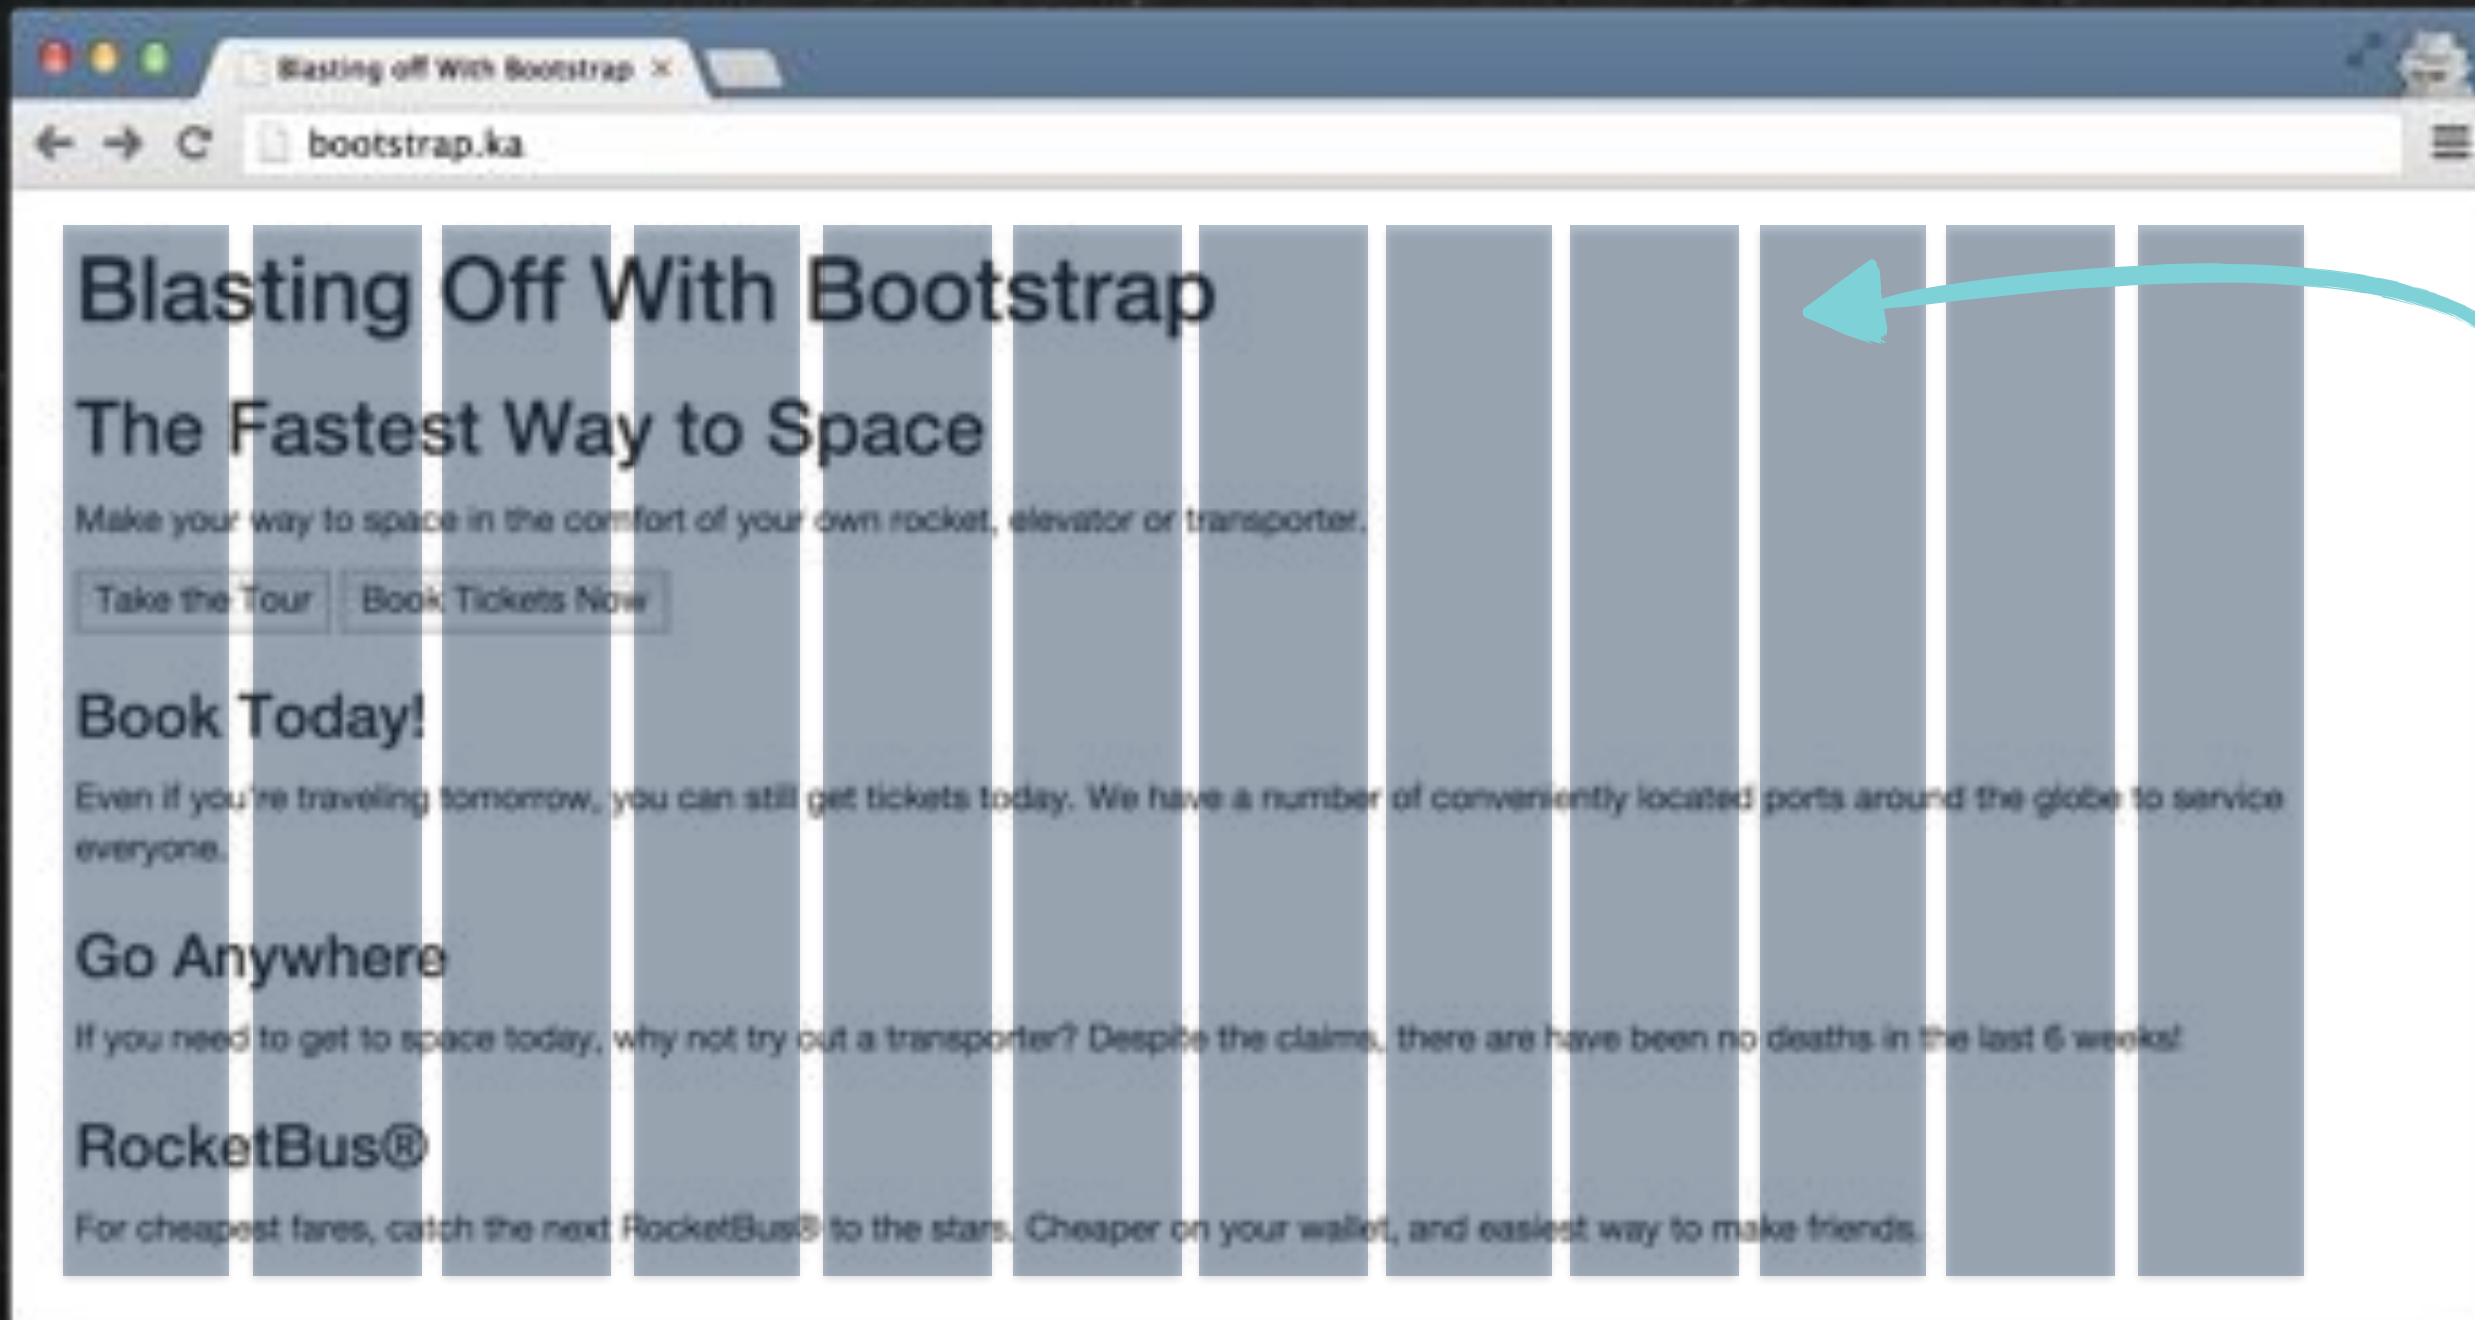 Blasting off With Bootstrap
bootstrap.ka
Blasting Off With Bootstrap
The Fastest Way to Space
Make your way to space in the comfort of your own rocket, elevator or transporter.
Take the Tour Book Tickets Now
Book Today!
Even if you're traveling tomorrow, you can still get tickets today. We have a number of conveniently located ports around the globe to service
everyone.
Go Anywhere
If you need to get to space today, why not try out a transporter? Despite the claims, there are have been no deaths in the last 6 weeks!
RocketBus®
For cheapest fares, catch the next RocketBus® to the stars. Cheaper on your wallet, and easiest way to make friends.